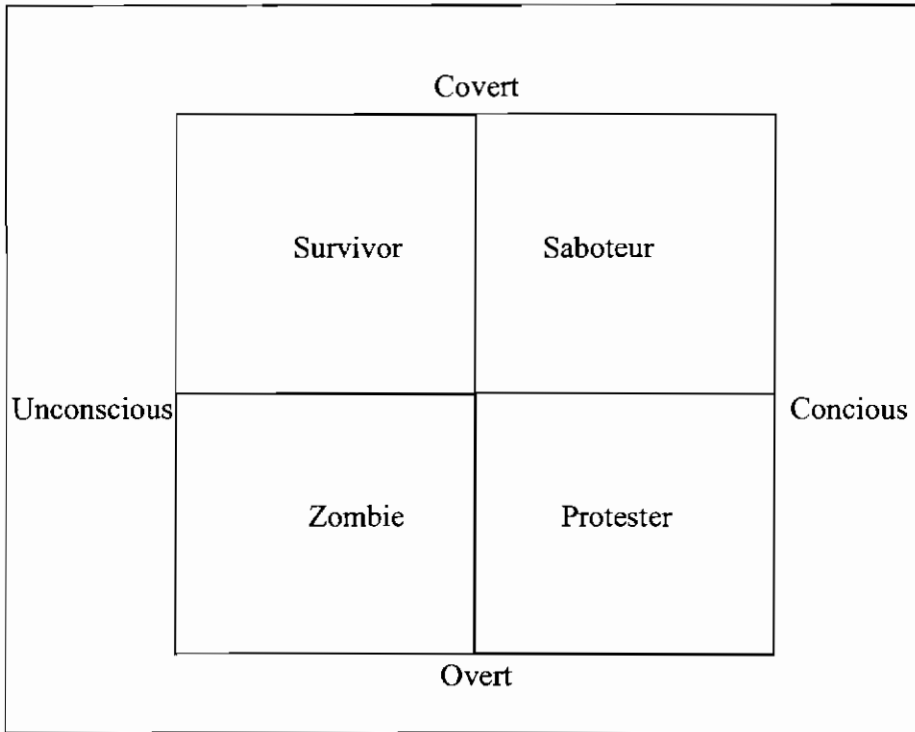 Covert
Survivor Saboteur
Unconscious Concious
Zombie Protester
Overt